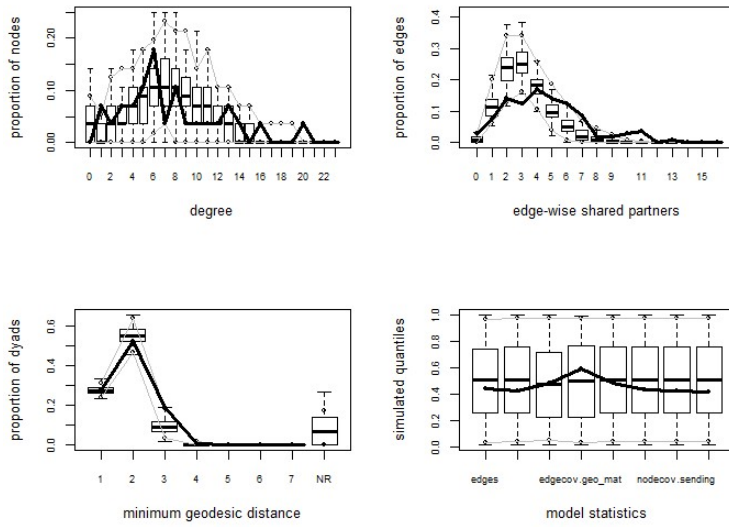 proportion of nodes
0.00 0.10 0.20
0 2 4 6 8 10 12 14 16 20 22
degree
proportion of edges
0.0 0.1 0.2 0.3 0.4
0 1 2 3 4 5 6 7 8 9 11 13 15
edge-wise shared partners
proportion of dyads
0.0 0.2 0.4 0.6
1 2 3 4 5 6 7 NR
minimum geodesic distance
simulated quantiles
0.0 0.2 0.4 0.6 0.8 1.0
edges edgecov.geo_mat nodecov.sending
model statistics